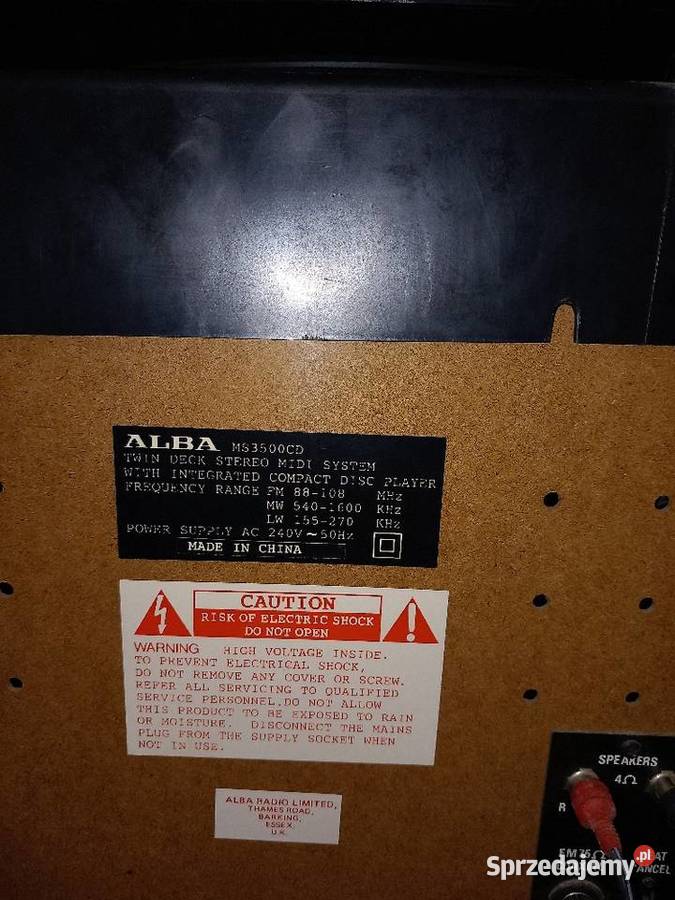 ALBA MS3500CD
TWIN DECK STEREO MIDI SYSTEM
WITH INTEGRATED COMPACT DISC PLAYER
FREQUENCY RANGE FM 88-108 MHz
MW 540-1600 KHz
LW 155-270 KHz
POWER SUPPLY AC 240V ~ 50Hz
MADE IN CHINA
CAUTION
RISK OF ELECTRIC SHOCK
DO NOT OPEN
WARNING HIGH VOLTAGE INSIDE.
TO PREVENT ELECTRICAL SHOCK,
DO NOT REMOVE ANY COVER OR SCREW.
REFER ALL SERVICING TO QUALIFIED
SERVICE PERSONNEL.DO NOT ALLOW
THIS PRODUCT TO BE EXPOSED TO RAIN
OR MOISTURE. DISCONNECT THE MAINS
PLUG FROM THE SUPPLY SOCKET WHEN
NOT IN USE.
ALBA RADIO LIMITED,
THAMES ROAD,
BARKING,
ESSEX,
U.K.
SPEAKERS
4Ω
R
FM 75Ω
Sprzedajemy.pl